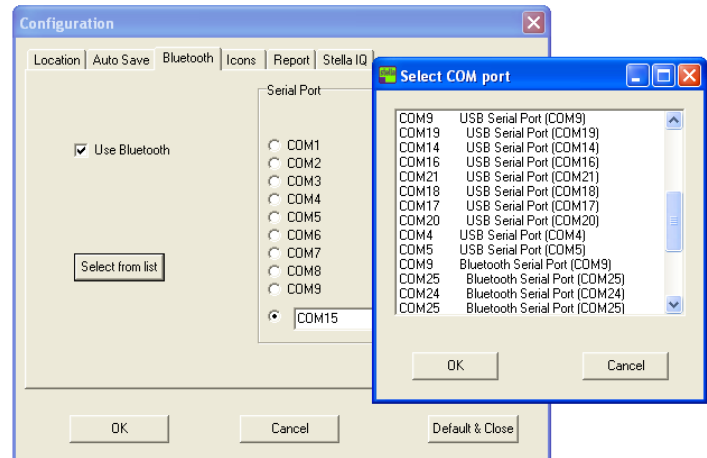 Configuration
Location Auto Save Bluetooth Icons Report Stella IQ
Serial Port
Use Bluetooth
COM1
COM2
COM3
COM4
COM5
COM6
COM7
COM8
COM9
COM15
Select from list
OK Cancel Default & Close
Select COM port
COM9 USB Serial Port (COM9)
COM19 USB Serial Port (COM19)
COM14 USB Serial Port (COM14)
COM16 USB Serial Port (COM16)
COM21 USB Serial Port (COM21)
COM18 USB Serial Port (COM18)
COM17 USB Serial Port (COM17)
COM20 USB Serial Port (COM20)
COM4 USB Serial Port (COM4)
COM5 USB Serial Port (COM5)
COM9 Bluetooth Serial Port (COM9)
COM25 Bluetooth Serial Port (COM25)
COM24 Bluetooth Serial Port (COM24)
COM25 Bluetooth Serial Port (COM25)
OK Cancel